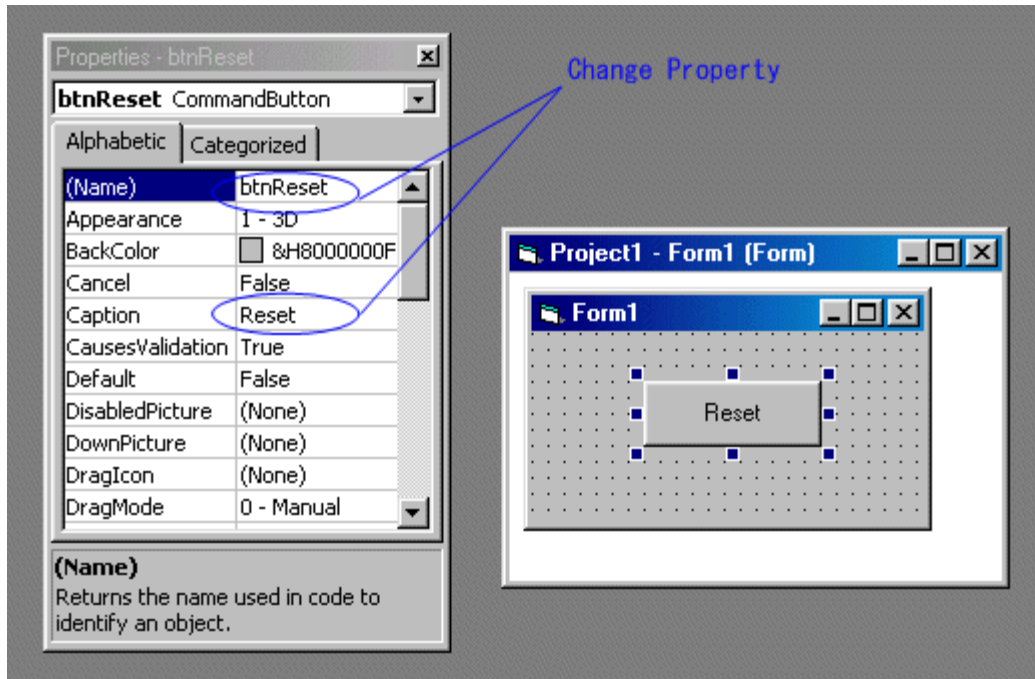 Properties - btnReset
Change Property
btnReset CommandButton
Alphabetic Categorized
(Name) btnReset
Appearance 1 - 3D
BackColor &H8000000F
Cancel False
Caption Reset
CausesValidation True
Default False
DisabledPicture (None)
DownPicture (None)
DragIcon (None)
DragMode 0 - Manual
(Name)
Returns the name used in code to
identify an object.
Project1 - Form1 (Form)
Form1
Reset